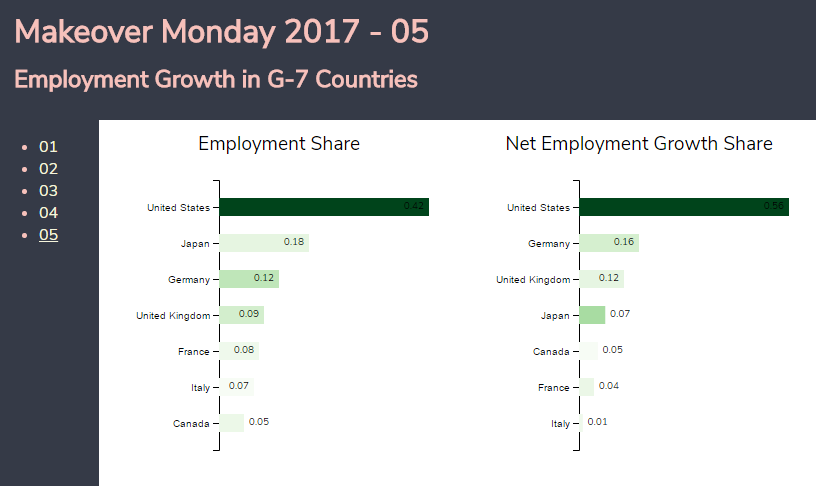 Makeover Monday 2017 - 05
Employment Growth in G-7 Countries
01
02
03
04
05
Employment Share
United States 0.42
Japan 0.18
Germany 0.12
United Kingdom 0.09
France 0.08
Italy 0.07
Canada 0.05
Net Employment Growth Share
United States 0.56
Germany 0.16
United Kingdom 0.12
Japan 0.07
Canada 0.05
France 0.04
Italy 0.01